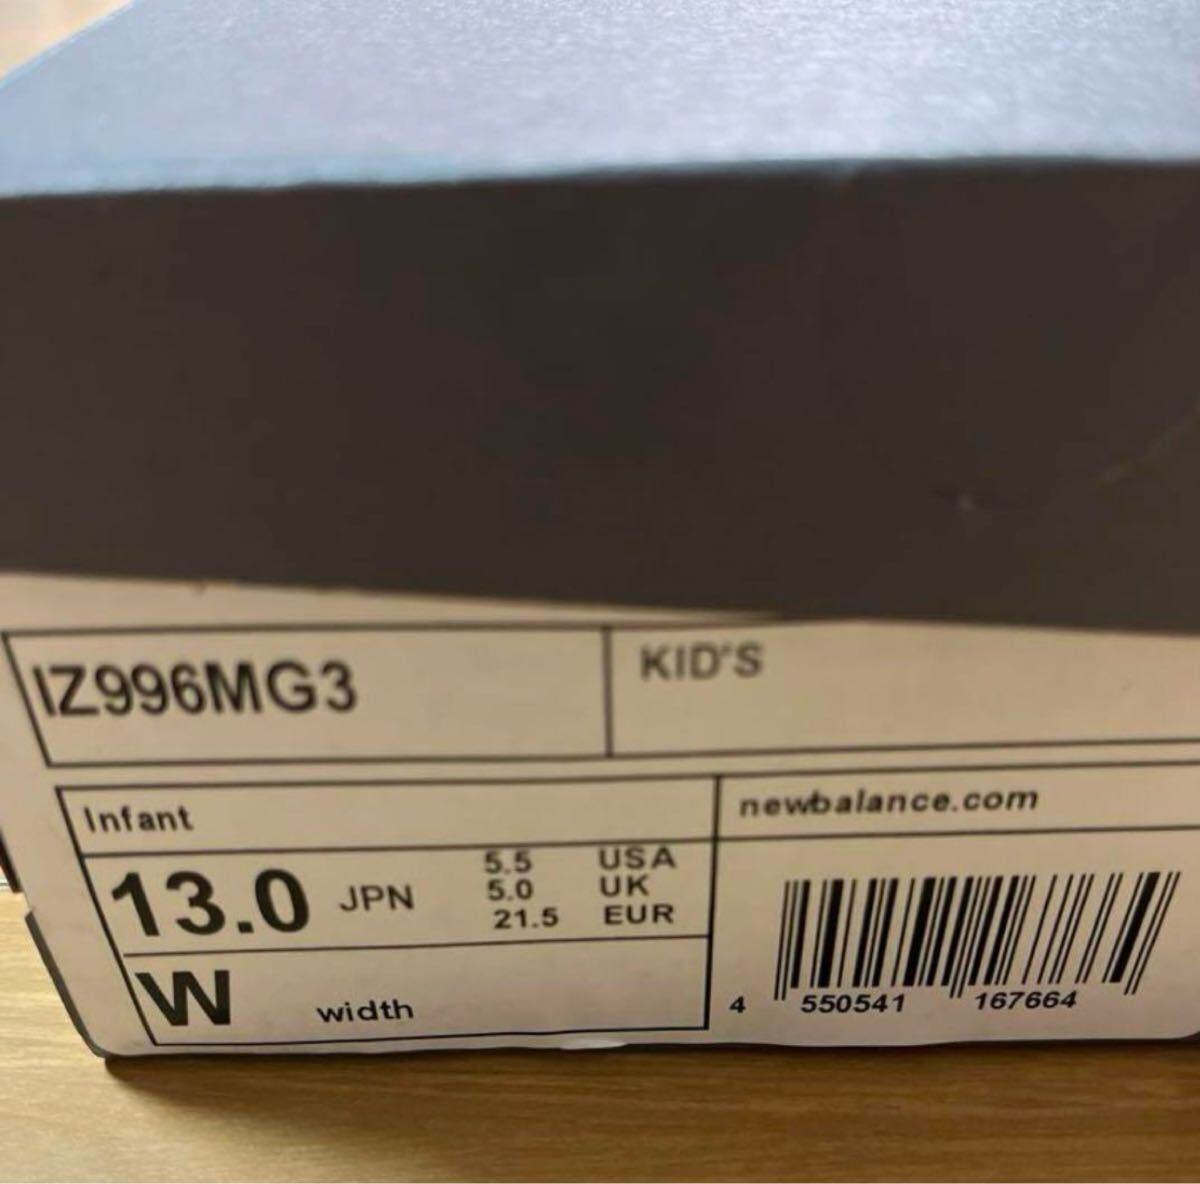 IZ996MG3
KID'S
Infant
newbalance.com
13.0 JPN
5.5 USA
5.0 UK
21.5 EUR
W width
4 550541 167664